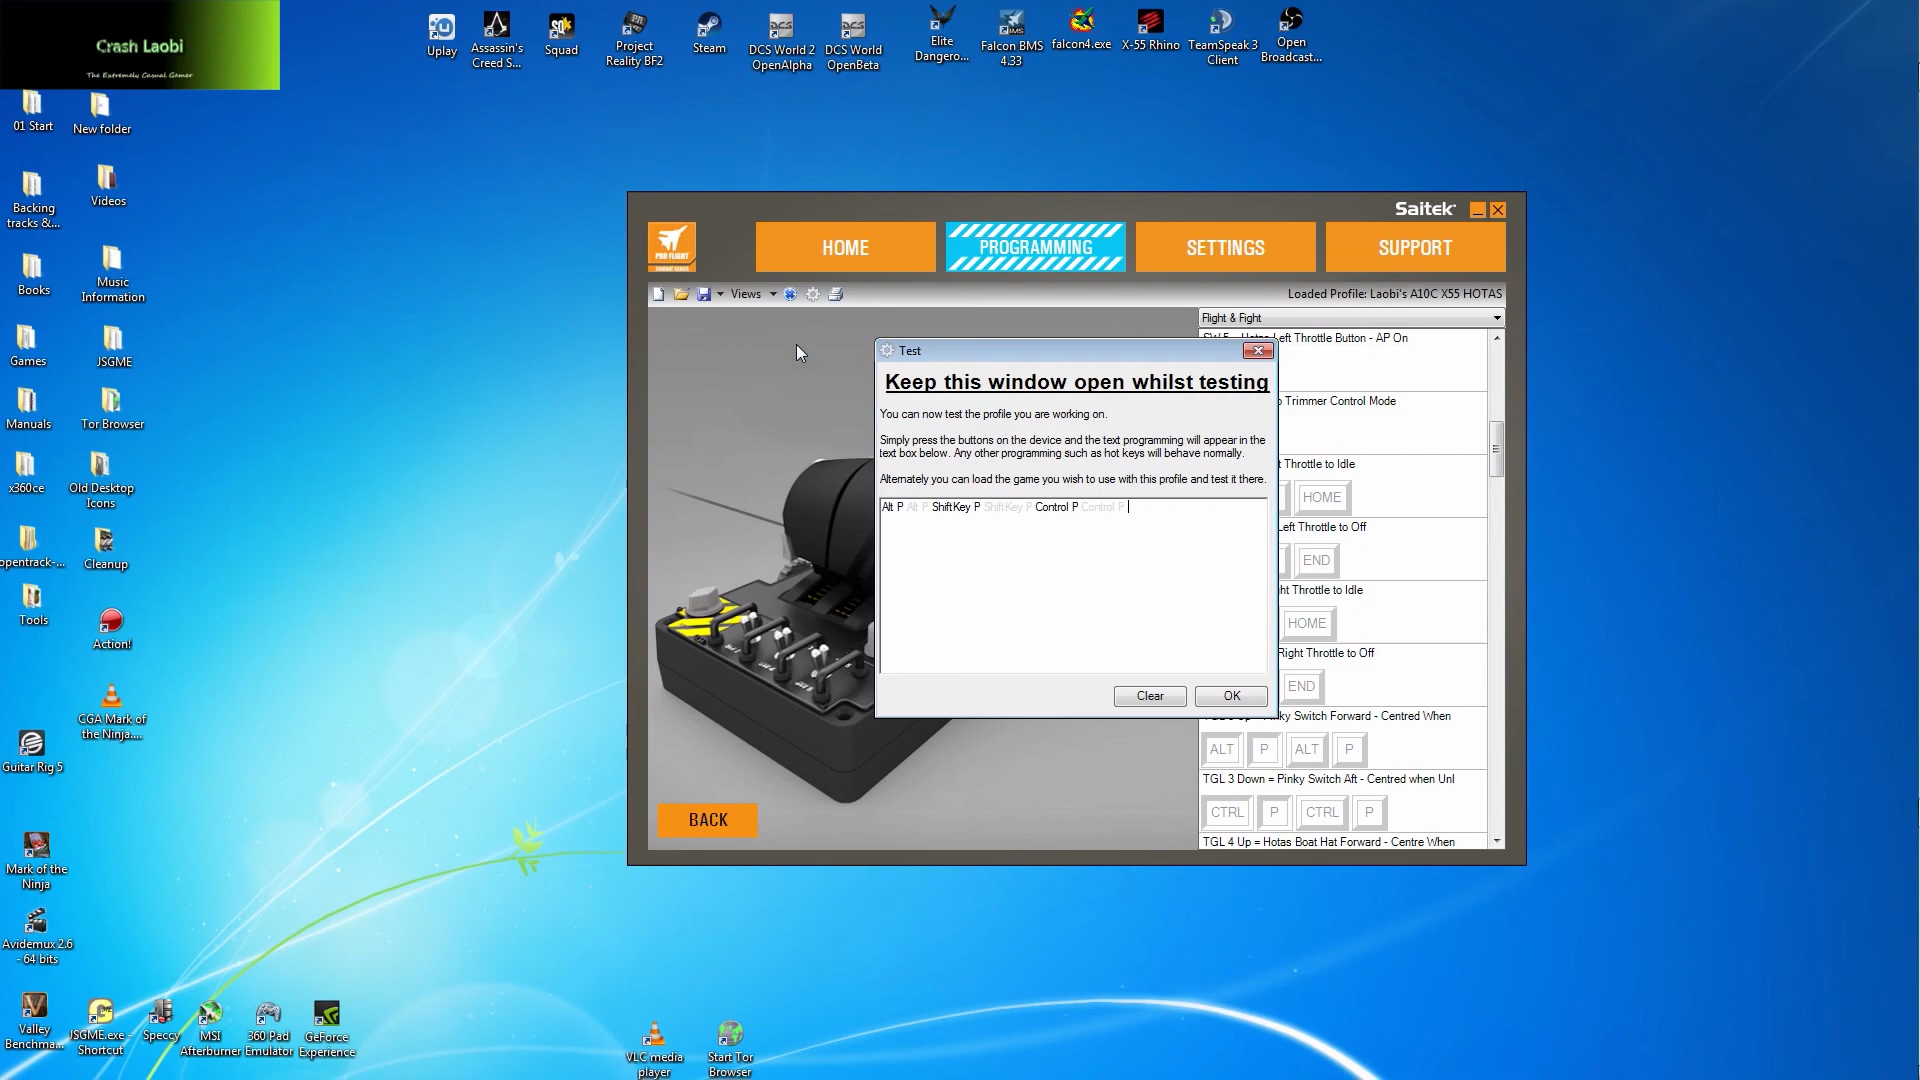 Crash Laobi
The Extremely Casual Gamer
Uplay
Assassin's Creed S...
Squad
Project Reality BF2
Steam
DCS World 2 OpenAlpha
DCS World OpenBeta
Elite Dangero...
Falcon BMS 4.33
falcon4.exe
X-55 Rhino
TeamSpeak 3 Client
Open Broadcast...
01 Start
New folder
Backing tracks &...
Videos
Books
Music Information
Games
JSGME
Manuals
Tor Browser
x360ce
Old Desktop Icons
opentrack-...
Cleanup
Tools
Action!
CGA Mark of the Ninja....
Guitar Rig 5
Mark of the Ninja
Avidemux 2.6 - 64 bits
Valley Benchma...
JSGME.exe - Shortcut
Speccy
MSI Afterburner
360 Pad Emulator
GeForce Experience
VLC media player
Start Tor Browser
Saitek
PRO FLIGHT
COMBAT SERIES
HOME
PROGRAMMING
SETTINGS
SUPPORT
Views
Loaded Profile: Laobi's A10C X55 HOTAS
Flight & Fight
Left Throttle Button - AP On
Trimmer Control Mode
Throttle to Idle
HOME
Left Throttle to Off
END
Throttle to Idle
HOME
Right Throttle to Off
END
Pinky Switch Forward - Centred When
ALT P ALT P
TGL 3 Down = Pinky Switch Aft - Centred when Unl
CTRL P CTRL P
TGL 4 Up = Hotas Boat Hat Forward - Centre When
BACK
Test
Keep this window open whilst testing
You can now test the profile you are working on.
Simply press the buttons on the device and the text programming will appear in the
text box below. Any other programming such as hot keys will behave normally.
Alternately you can load the game you wish to use with this profile and test it there.
Alt P Alt P ShiftKey P ShiftKey P Control P Control P
Clear
OK